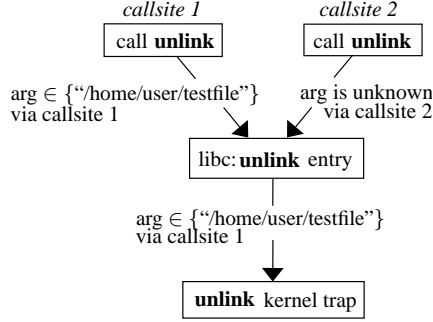 callsite 1
callsite 2
call unlink
call unlink
arg ∈ {“/home/user/testfile”}
via callsite 1
arg is unknown
via callsite 2
libc:unlink entry
arg ∈ {“/home/user/testfile”}
via callsite 1
unlink kernel trap